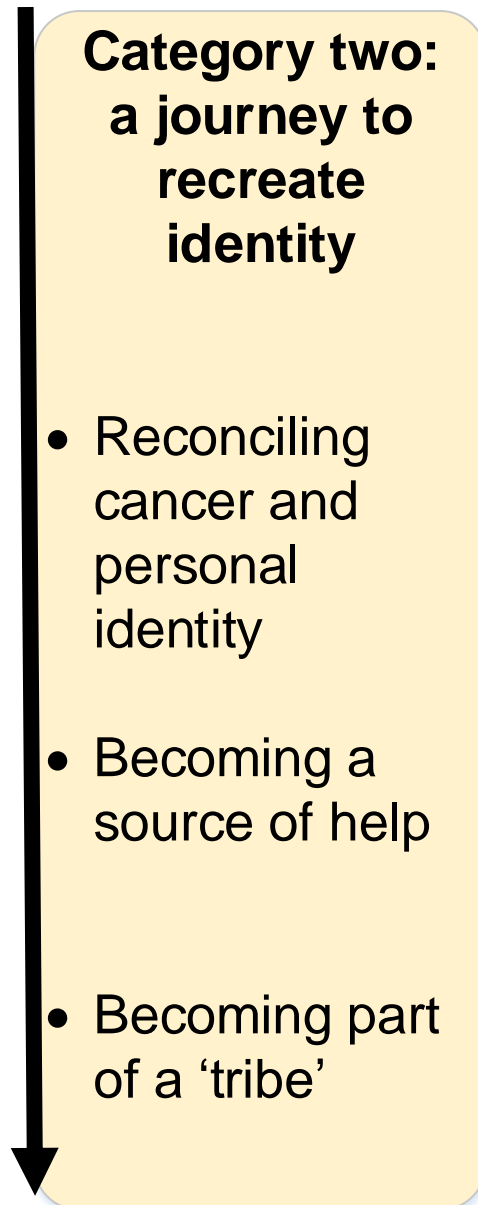 Category two:
a journey to
recreate
identity
• Reconciling
cancer and
personal
identity
• Becoming a
source of help
• Becoming part
of a ‘tribe’